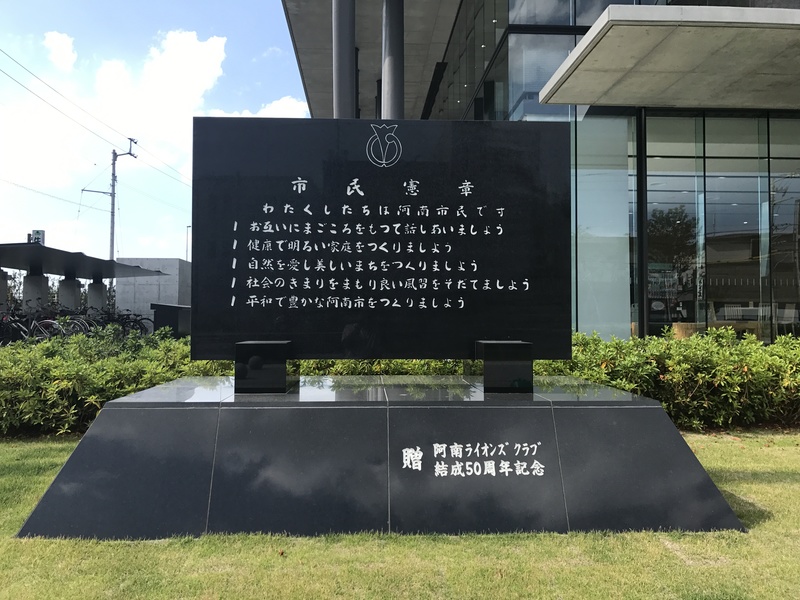 市民憲章
わたくしたちは阿南市民です
1 お互いにまごころをもつて話しあいましよう
1 健康で明るい家庭をつくりましよう
1 自然を愛し美しいまちをつくりましよう
1 社会のきまりをまもり良い風習をそだてましよう
1 平和で豊かな阿南市をつくりましよう
贈 阿南ライオンズクラブ
結成50周年記念